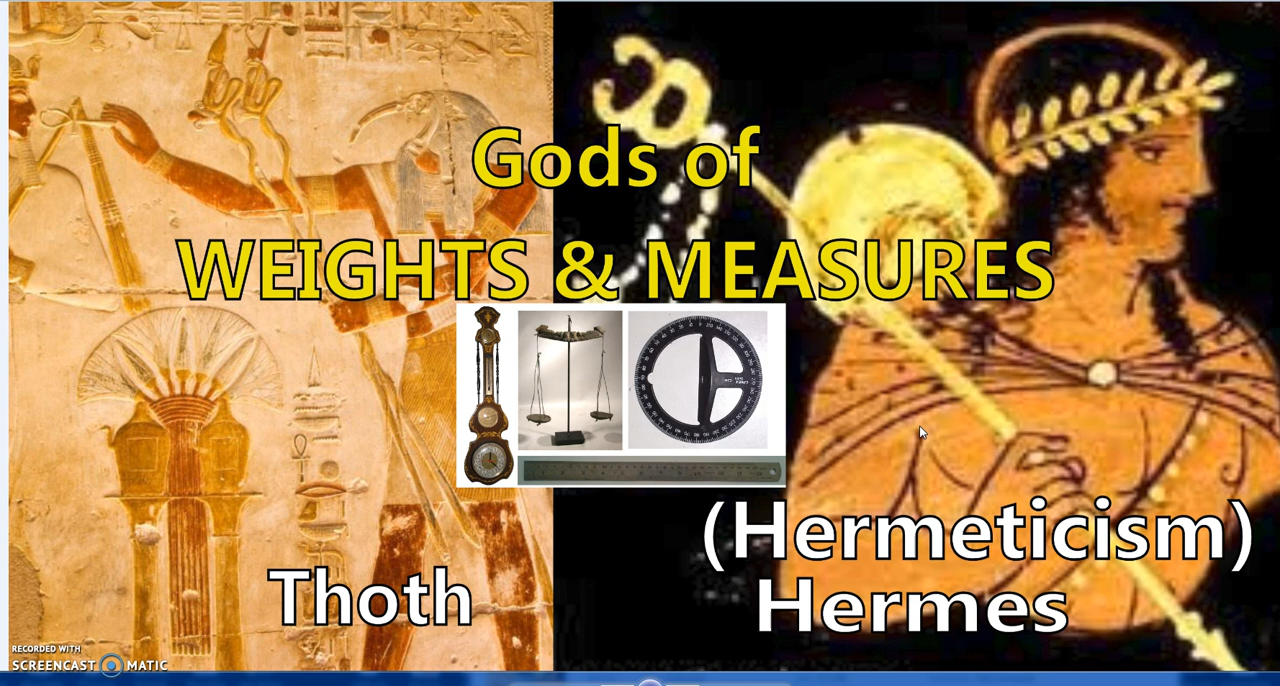 Gods of
WEIGHTS & MEASURES
(Hermeticism)
Thoth
Hermes
RECORDED WITH
SCREENCAST MATIC